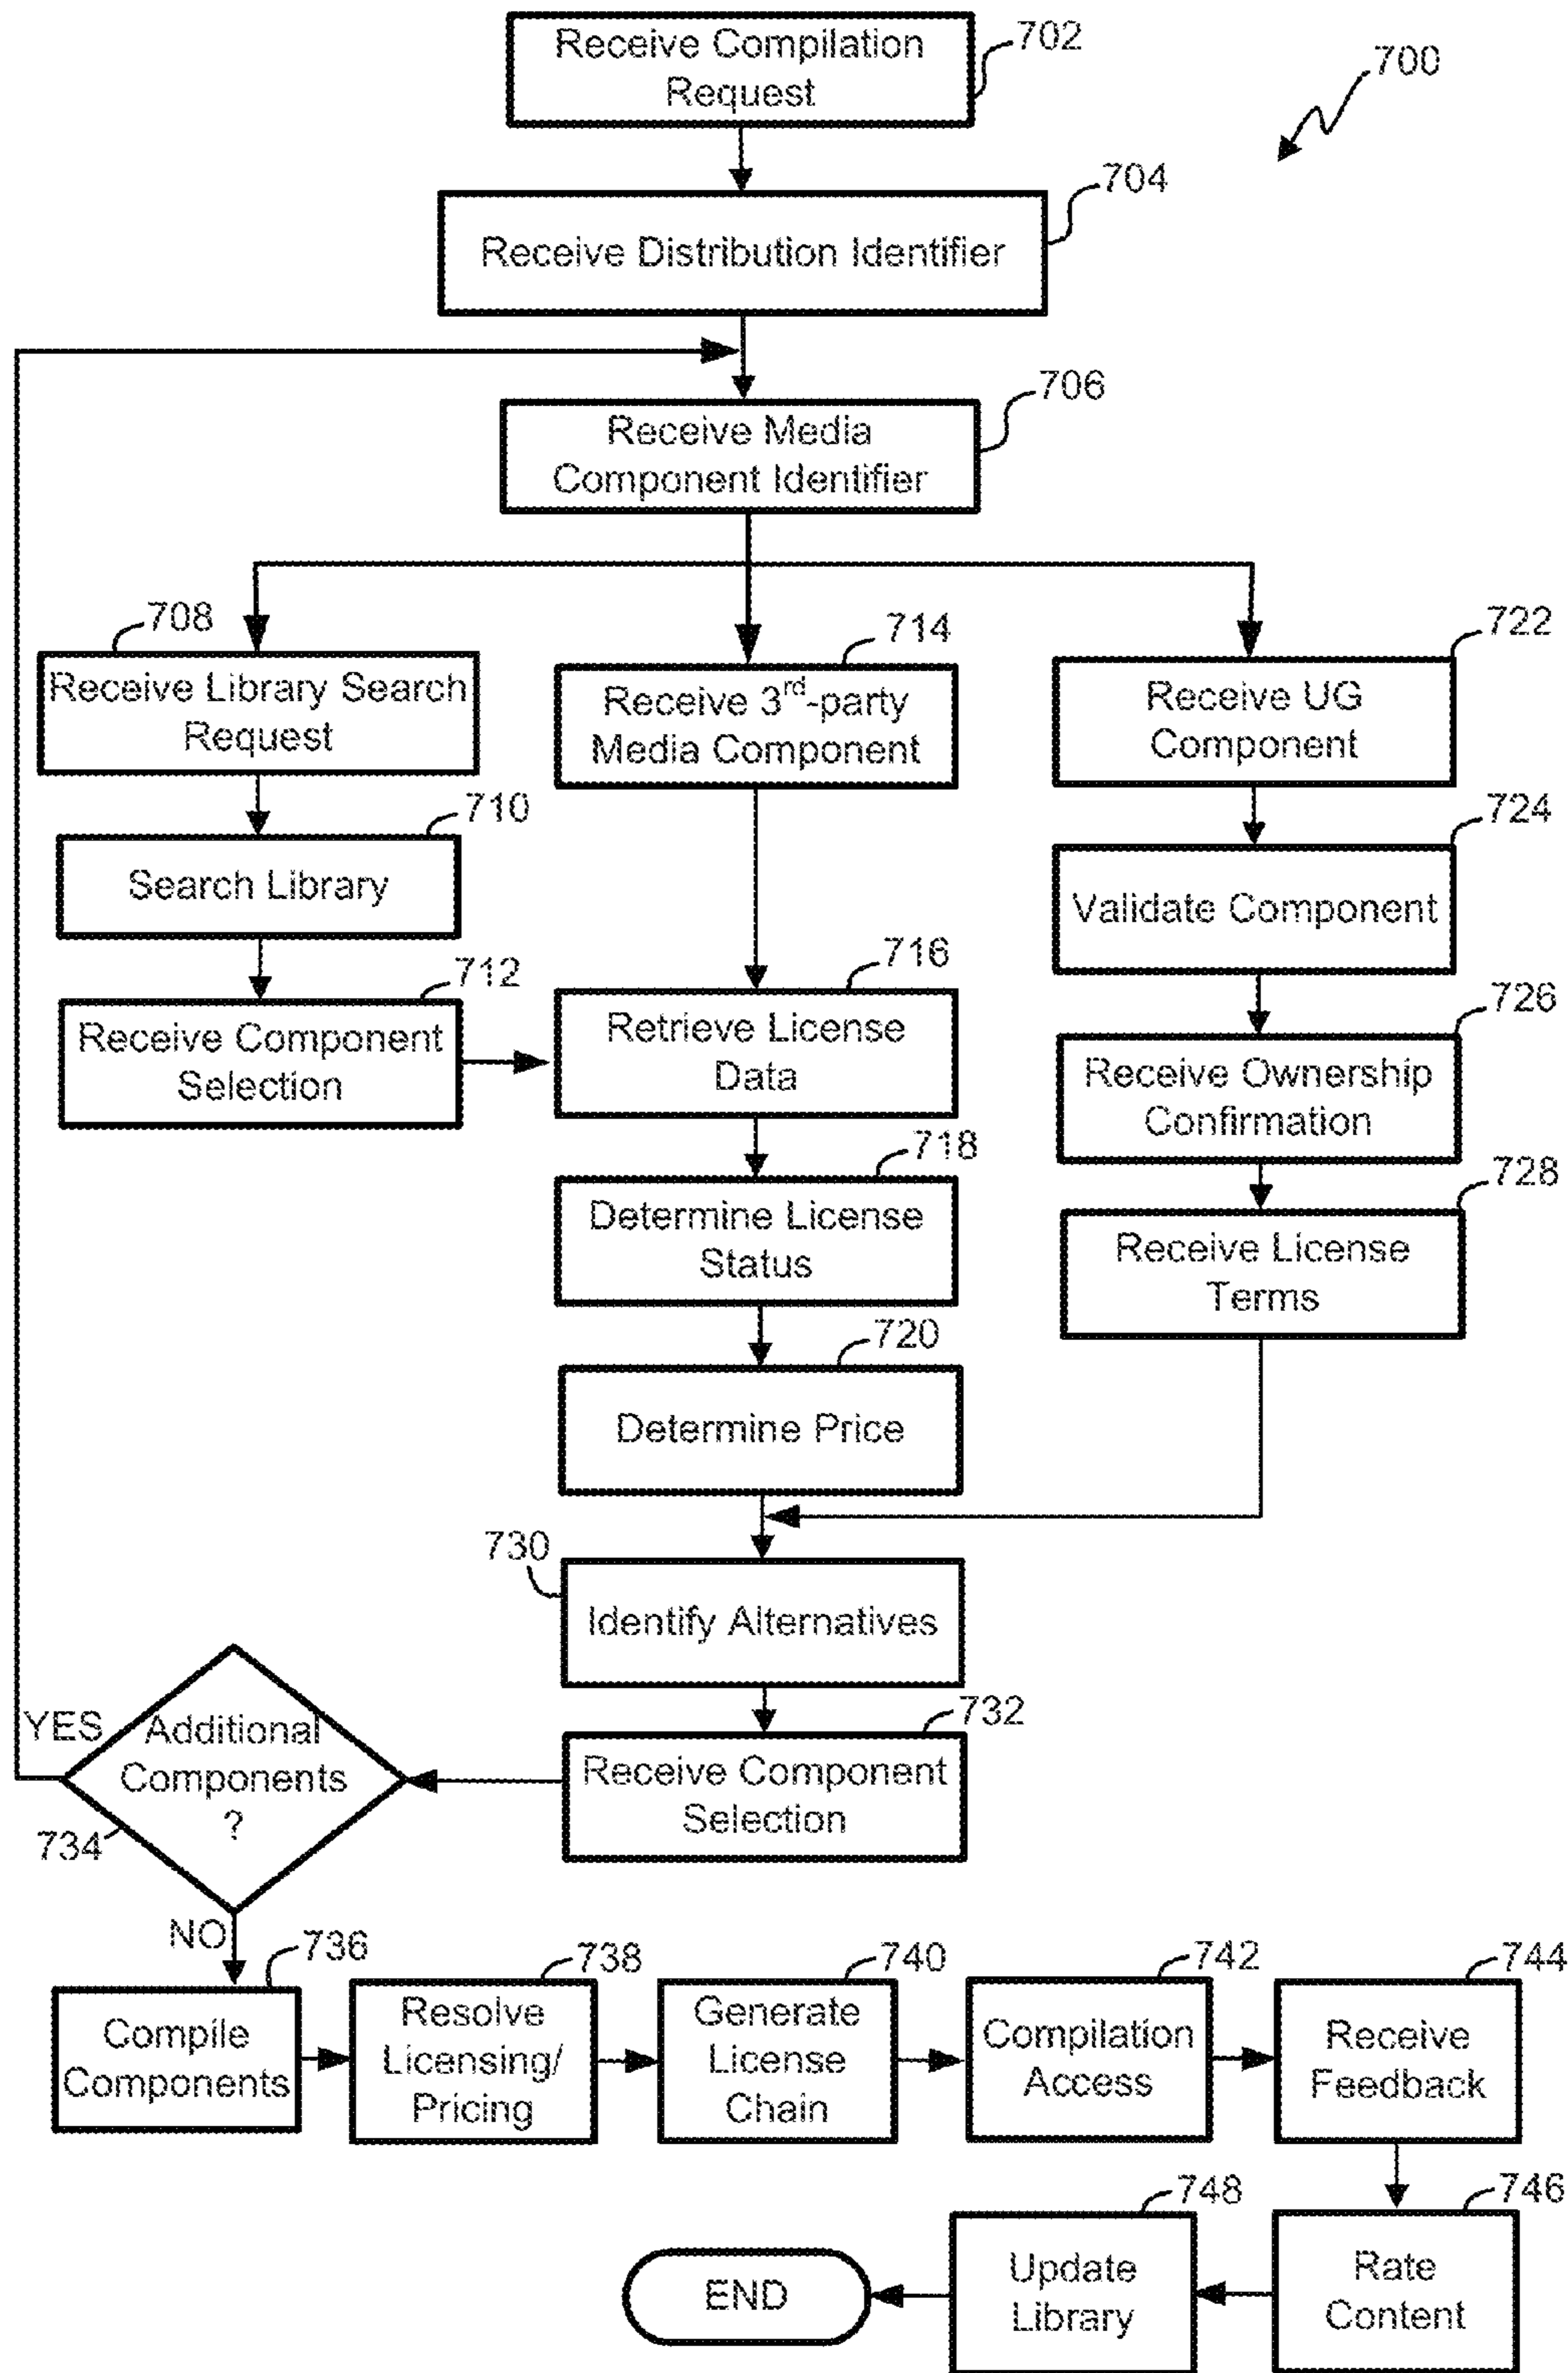 Receive Compilation
Request
702
700
704
Receive Distribution Identifier
706
Receive Media
Component Identifier
708
Receive Library Search
Request
714
Receive 3rd-party
Media Component
722
Receive UG
Component
710
Search Library
724
Validate Component
712
Receive Component
Selection
716
Retrieve License
Data
726
Receive Ownership
Confirmation
718
Determine License
Status
728
Receive License
Terms
720
Determine Price
730
Identify Alternatives
732
Receive Component
Selection
YES
Additional
Components
?
734
NO
736
Compile
Components
738
Resolve
Licensing/
Pricing
740
Generate
License
Chain
742
Compilation
Access
744
Receive
Feedback
746
Rate
Content
748
Update
Library
END